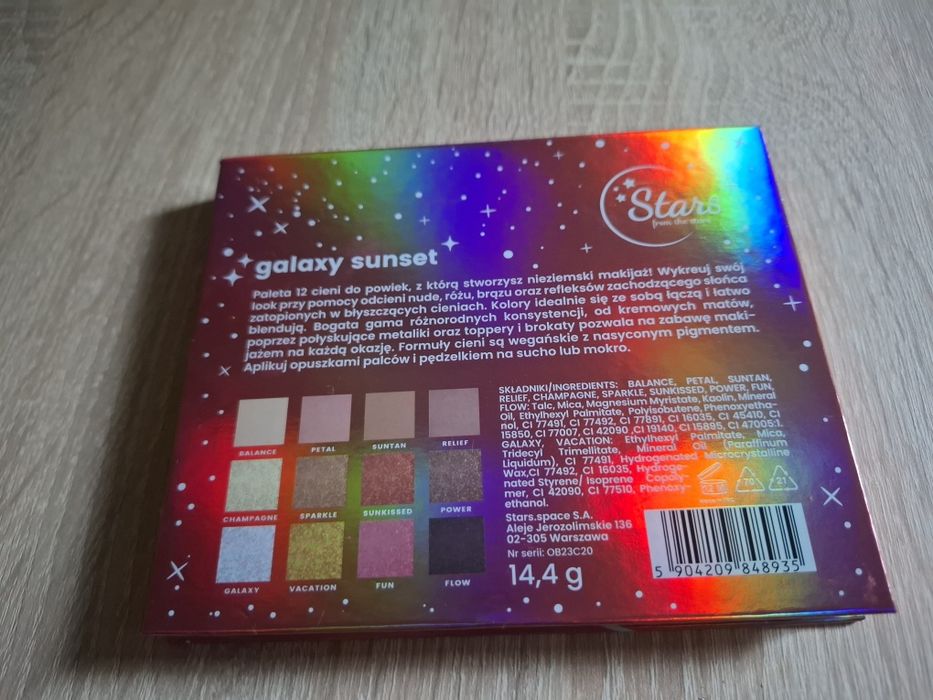 Stars
from the stars
galaxy sunset
Paleta 12 cieni do powiek, z którą stworzysz nieziemski makijaż! Wykreuj swój
look przy pomocy odcieni nude, różu, brązu oraz refleksów zachodzącego słońca
zatopionych w błyszczących cieniach. Kolory idealnie się ze sobą łączą i łatwo
blendują. Bogata gama różnorodnych konsystencji, od kremowych matów,
poprzez połyskujące metaliki oraz toppery i brokaty pozwala na zabawę maki-
jażem na każdą okazję. Formuły cieni są wegańskie z nasyconym pigmentem.
Aplikuj opuszkami palców i pędzelkiem na sucho lub mokro.
BALANCE PETAL SUNTAN RELIEF
CHAMPAGNE SPARKLE SUNKISSED POWER
GALAXY VACATION FUN FLOW
SKŁADNIKI/INGREDIENTS: BALANCE, PETAL, SUNTAN,
RELIEF, CHAMPAGNE, SPARKLE, SUNKISSED, POWER, FUN,
FLOW: Talc, Mica, Magnesium Myristate, Kaolin, Mineral
Oil, Ethylhexyl Palmitate, Polyisobutene, Phenoxyetha-
nol, CI 77491, CI 77492, CI 77891, CI 16035, CI 45410, CI
15850, CI 77007, CI 42090, CI 19140, CI 15895, CI 47005:1.
GALAXY, VACATION: Ethylhexyl Palmitate, Mica,
Tridecyl Trimellitate, Mineral Oil (Paraffinum
Liquidum), CI 77491, Hydrogenated Microcrystalline
Wax, CI 77492, CI 16035, Hydroge-
nated Styrene/ Isoprene Copoly-
mer, CI 42090, CI 77510, Phenoxy-
ethanol.
70
21
Stars.space S.A.
Aleje Jerozolimskie 136
02-305 Warszawa
Nr serii: OB23C20
14,4 g
5 904209 848935